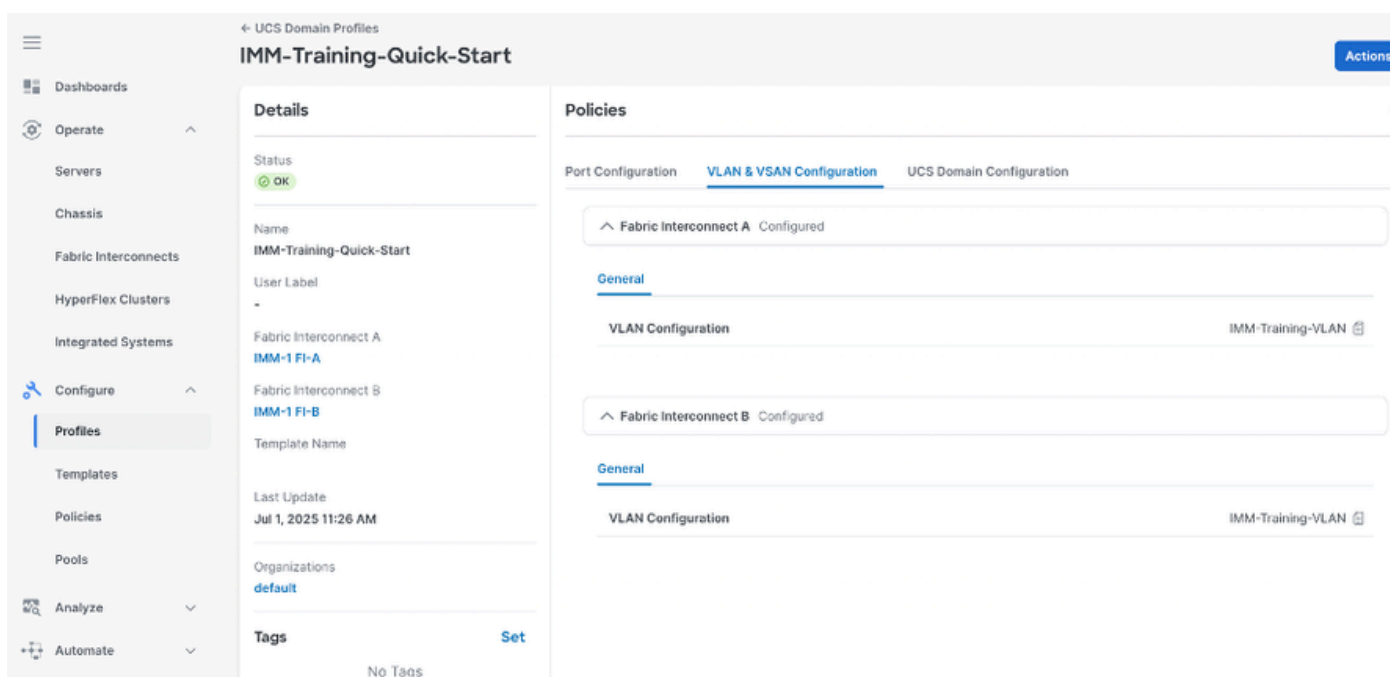 ← UCS Domain Profiles
IMM-Training-Quick-Start
Actions
Dashboards
Operate
Servers
Chassis
Fabric Interconnects
HyperFlex Clusters
Integrated Systems
Configure
Profiles
Templates
Policies
Pools
Analyze
Automate
Details
Status
OK
Name
IMM-Training-Quick-Start
User Label
-
Fabric Interconnect A
IMM-1 FI-A
Fabric Interconnect B
IMM-1 FI-B
Template Name
Last Update
Jul 1, 2025 11:26 AM
Organizations
default
Tags Set
No Tags
Policies
Port Configuration VLAN & VSAN Configuration UCS Domain Configuration
Fabric Interconnect A Configured
General
VLAN Configuration IMM-Training-VLAN
Fabric Interconnect B Configured
General
VLAN Configuration IMM-Training-VLAN